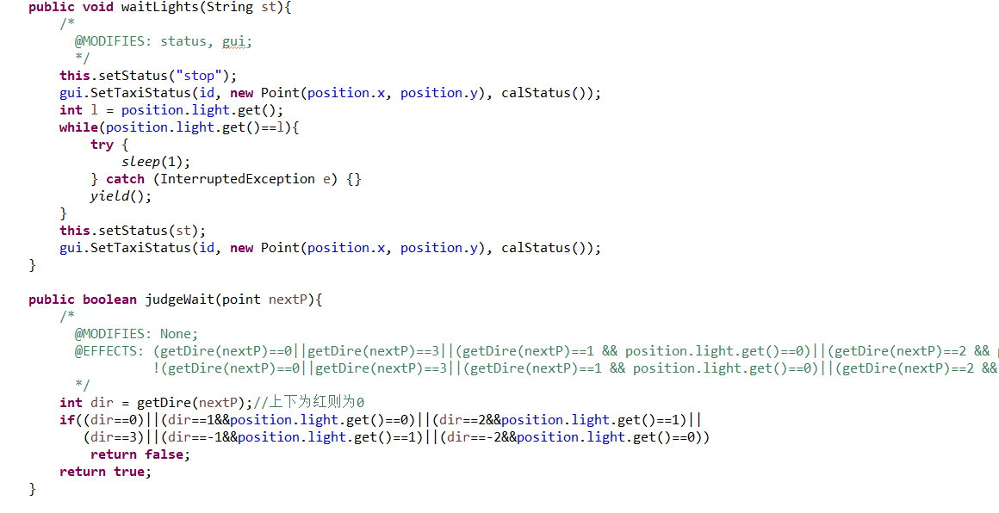 public void waitLights(String st){
/*
@MODIFIES: status, gui;
*/
this.setStatus("stop");
gui.SetTaxiStatus(id, new Point(position.x, position.y), calStatus());
int l = position.light.get();
while(position.light.get()==l){
try {
sleep(1);
} catch (InterruptedException e) {}
yield();
}
this.setStatus(st);
gui.SetTaxiStatus(id, new Point(position.x, position.y), calStatus());
}
public boolean judgeWait(point nextP){
/*
@MODIFIES: None;
@EFFECTS: (getDire(nextP)==0||getDire(nextP)==3||(getDire(nextP)==1 && position.light.get()==0)||(getDire(nextP)==2 &&
!(getDire(nextP)==0||getDire(nextP)==3||(getDire(nextP)==1 && position.light.get()==0)||(getDire(nextP)==2 &&
*/
int dir = getDire(nextP);//上下为红则为0
if((dir==0)||(dir==1&&position.light.get()==0)||(dir==2&&position.light.get()==1)||
(dir==3)||(dir==-1&&position.light.get()==1)||(dir==-2&&position.light.get()==0))
return false;
return true;
}